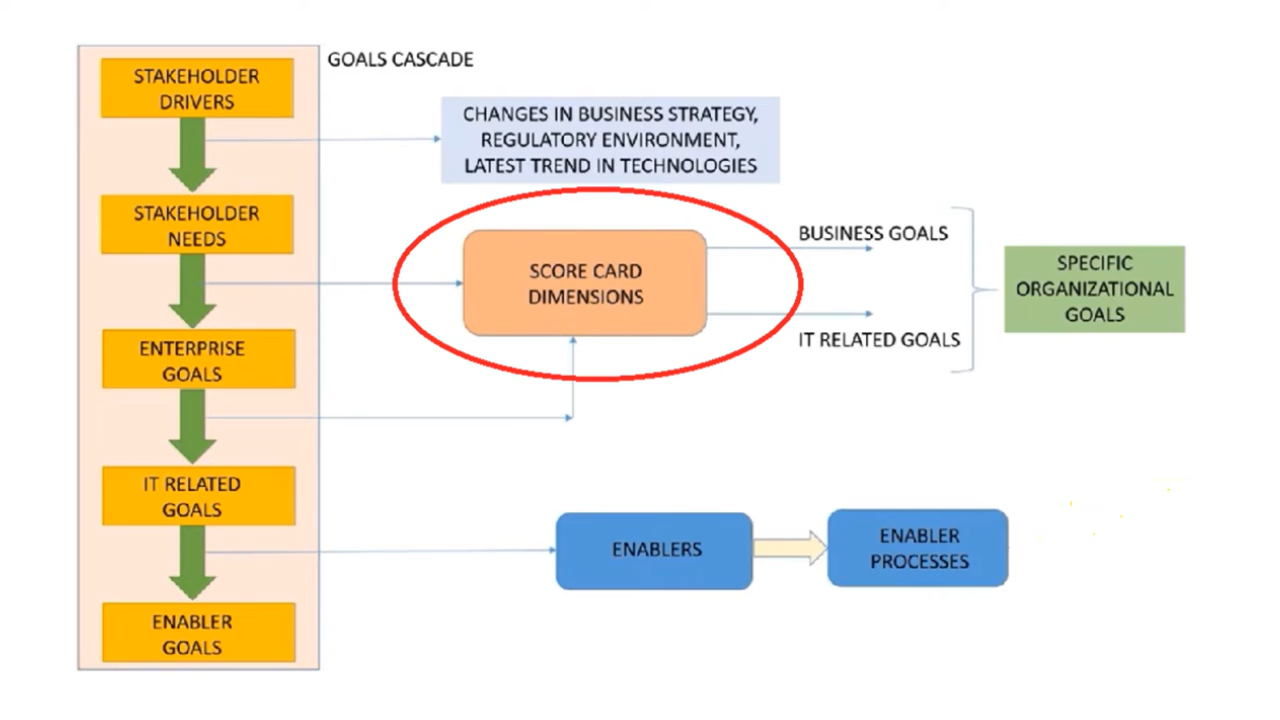 GOALS CASCADE
STAKEHOLDER
DRIVERS
CHANGES IN BUSINESS STRATEGY,
REGULATORY ENVIRONMENT,
LATEST TREND IN TECHNOLOGIES
STAKEHOLDER
NEEDS
SCORE CARD
DIMENSIONS
BUSINESS GOALS
IT RELATED GOALS
SPECIFIC
ORGANIZATIONAL
GOALS
ENTERPRISE
GOALS
IT RELATED
GOALS
ENABLERS
ENABLER
PROCESSES
ENABLER
GOALS